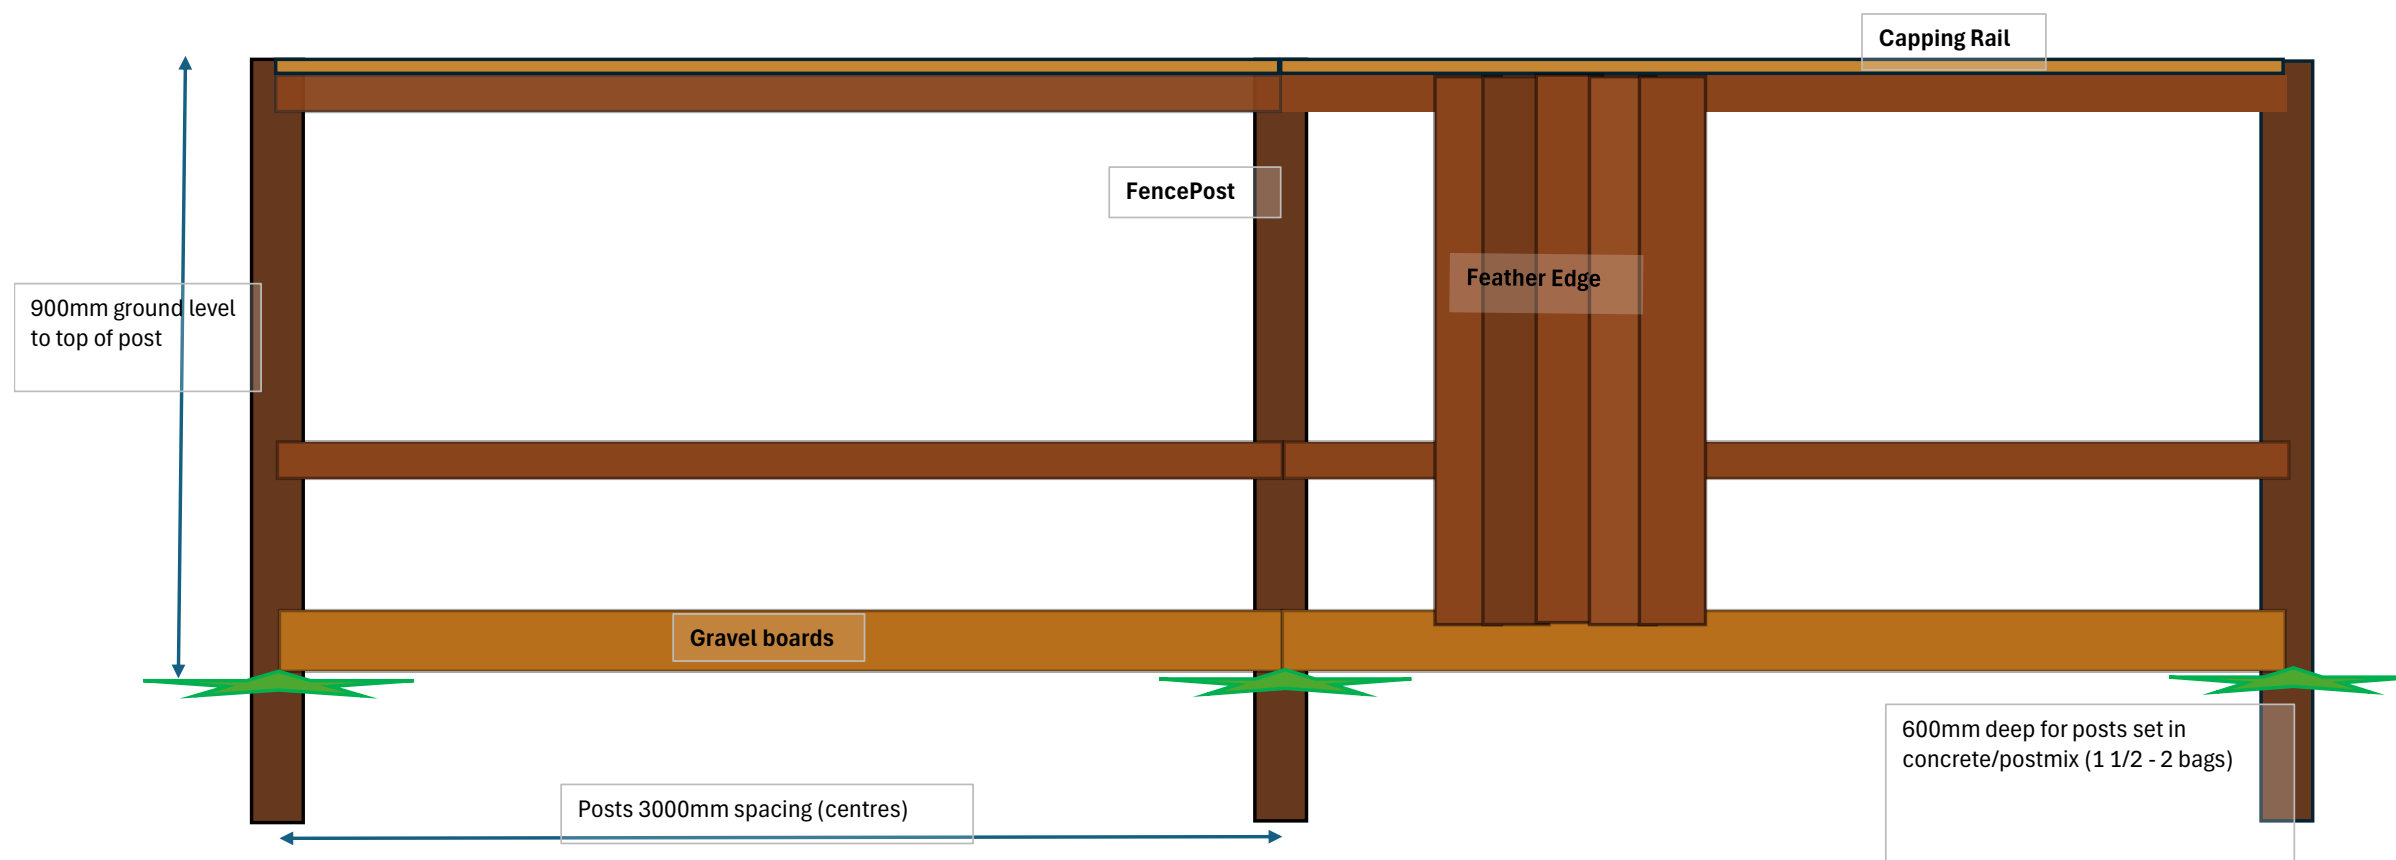 Capping Rail
FencePost
Feather Edge
900mm ground level
to top of post
Gravel boards
600mm deep for posts set in
concrete/postmix (1 1/2 - 2 bags)
Posts 3000mm spacing (centres)